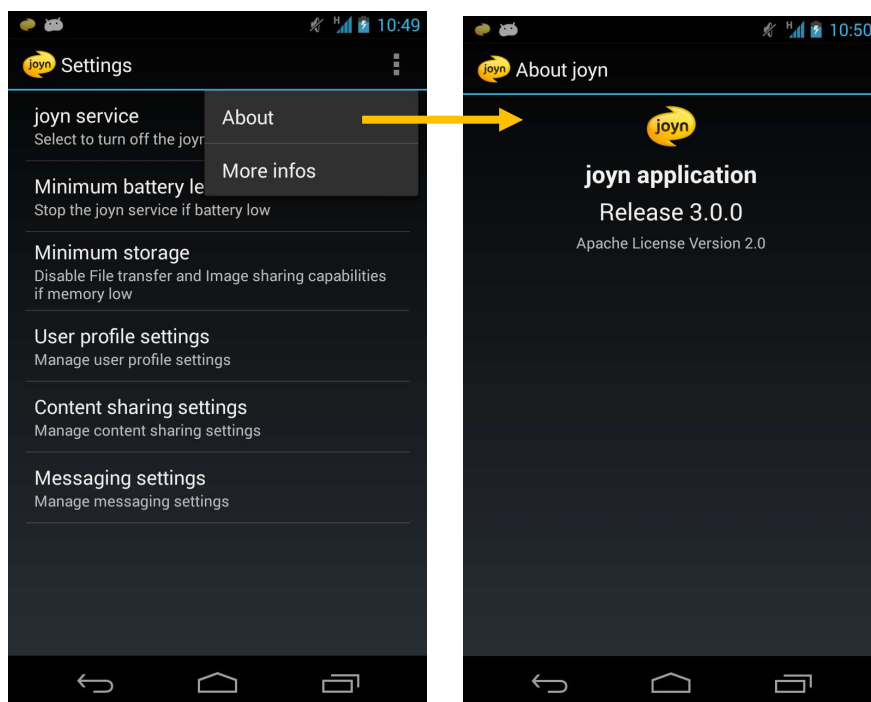 H 10:49
joyn Settings
joyn service
Select to turn off the joyn
About
More infos
Minimum battery le
Stop the joyn service if battery low
Minimum storage
Disable File transfer and Image sharing capabilities
if memory low
User profile settings
Manage user profile settings
Content sharing settings
Manage content sharing settings
Messaging settings
Manage messaging settings
H 10:50
joyn About joyn
joyn
joyn application
Release 3.0.0
Apache License Version 2.0